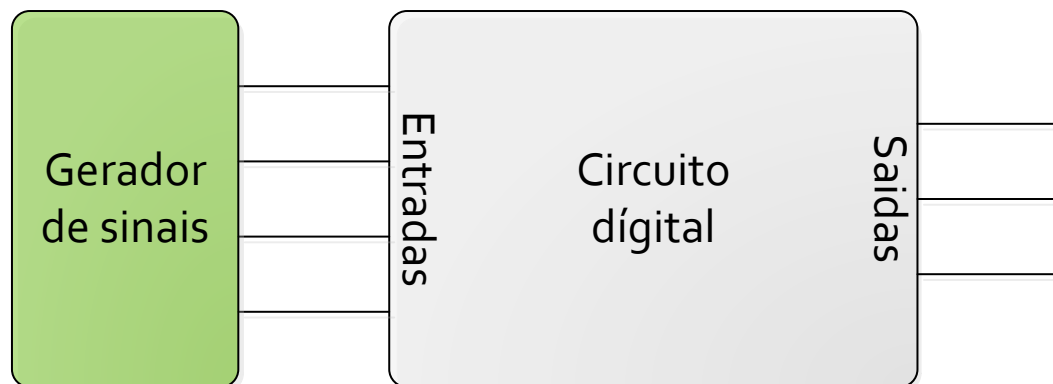 Gerador
de sinais
Entradas
Circuito
dígital
Saidas